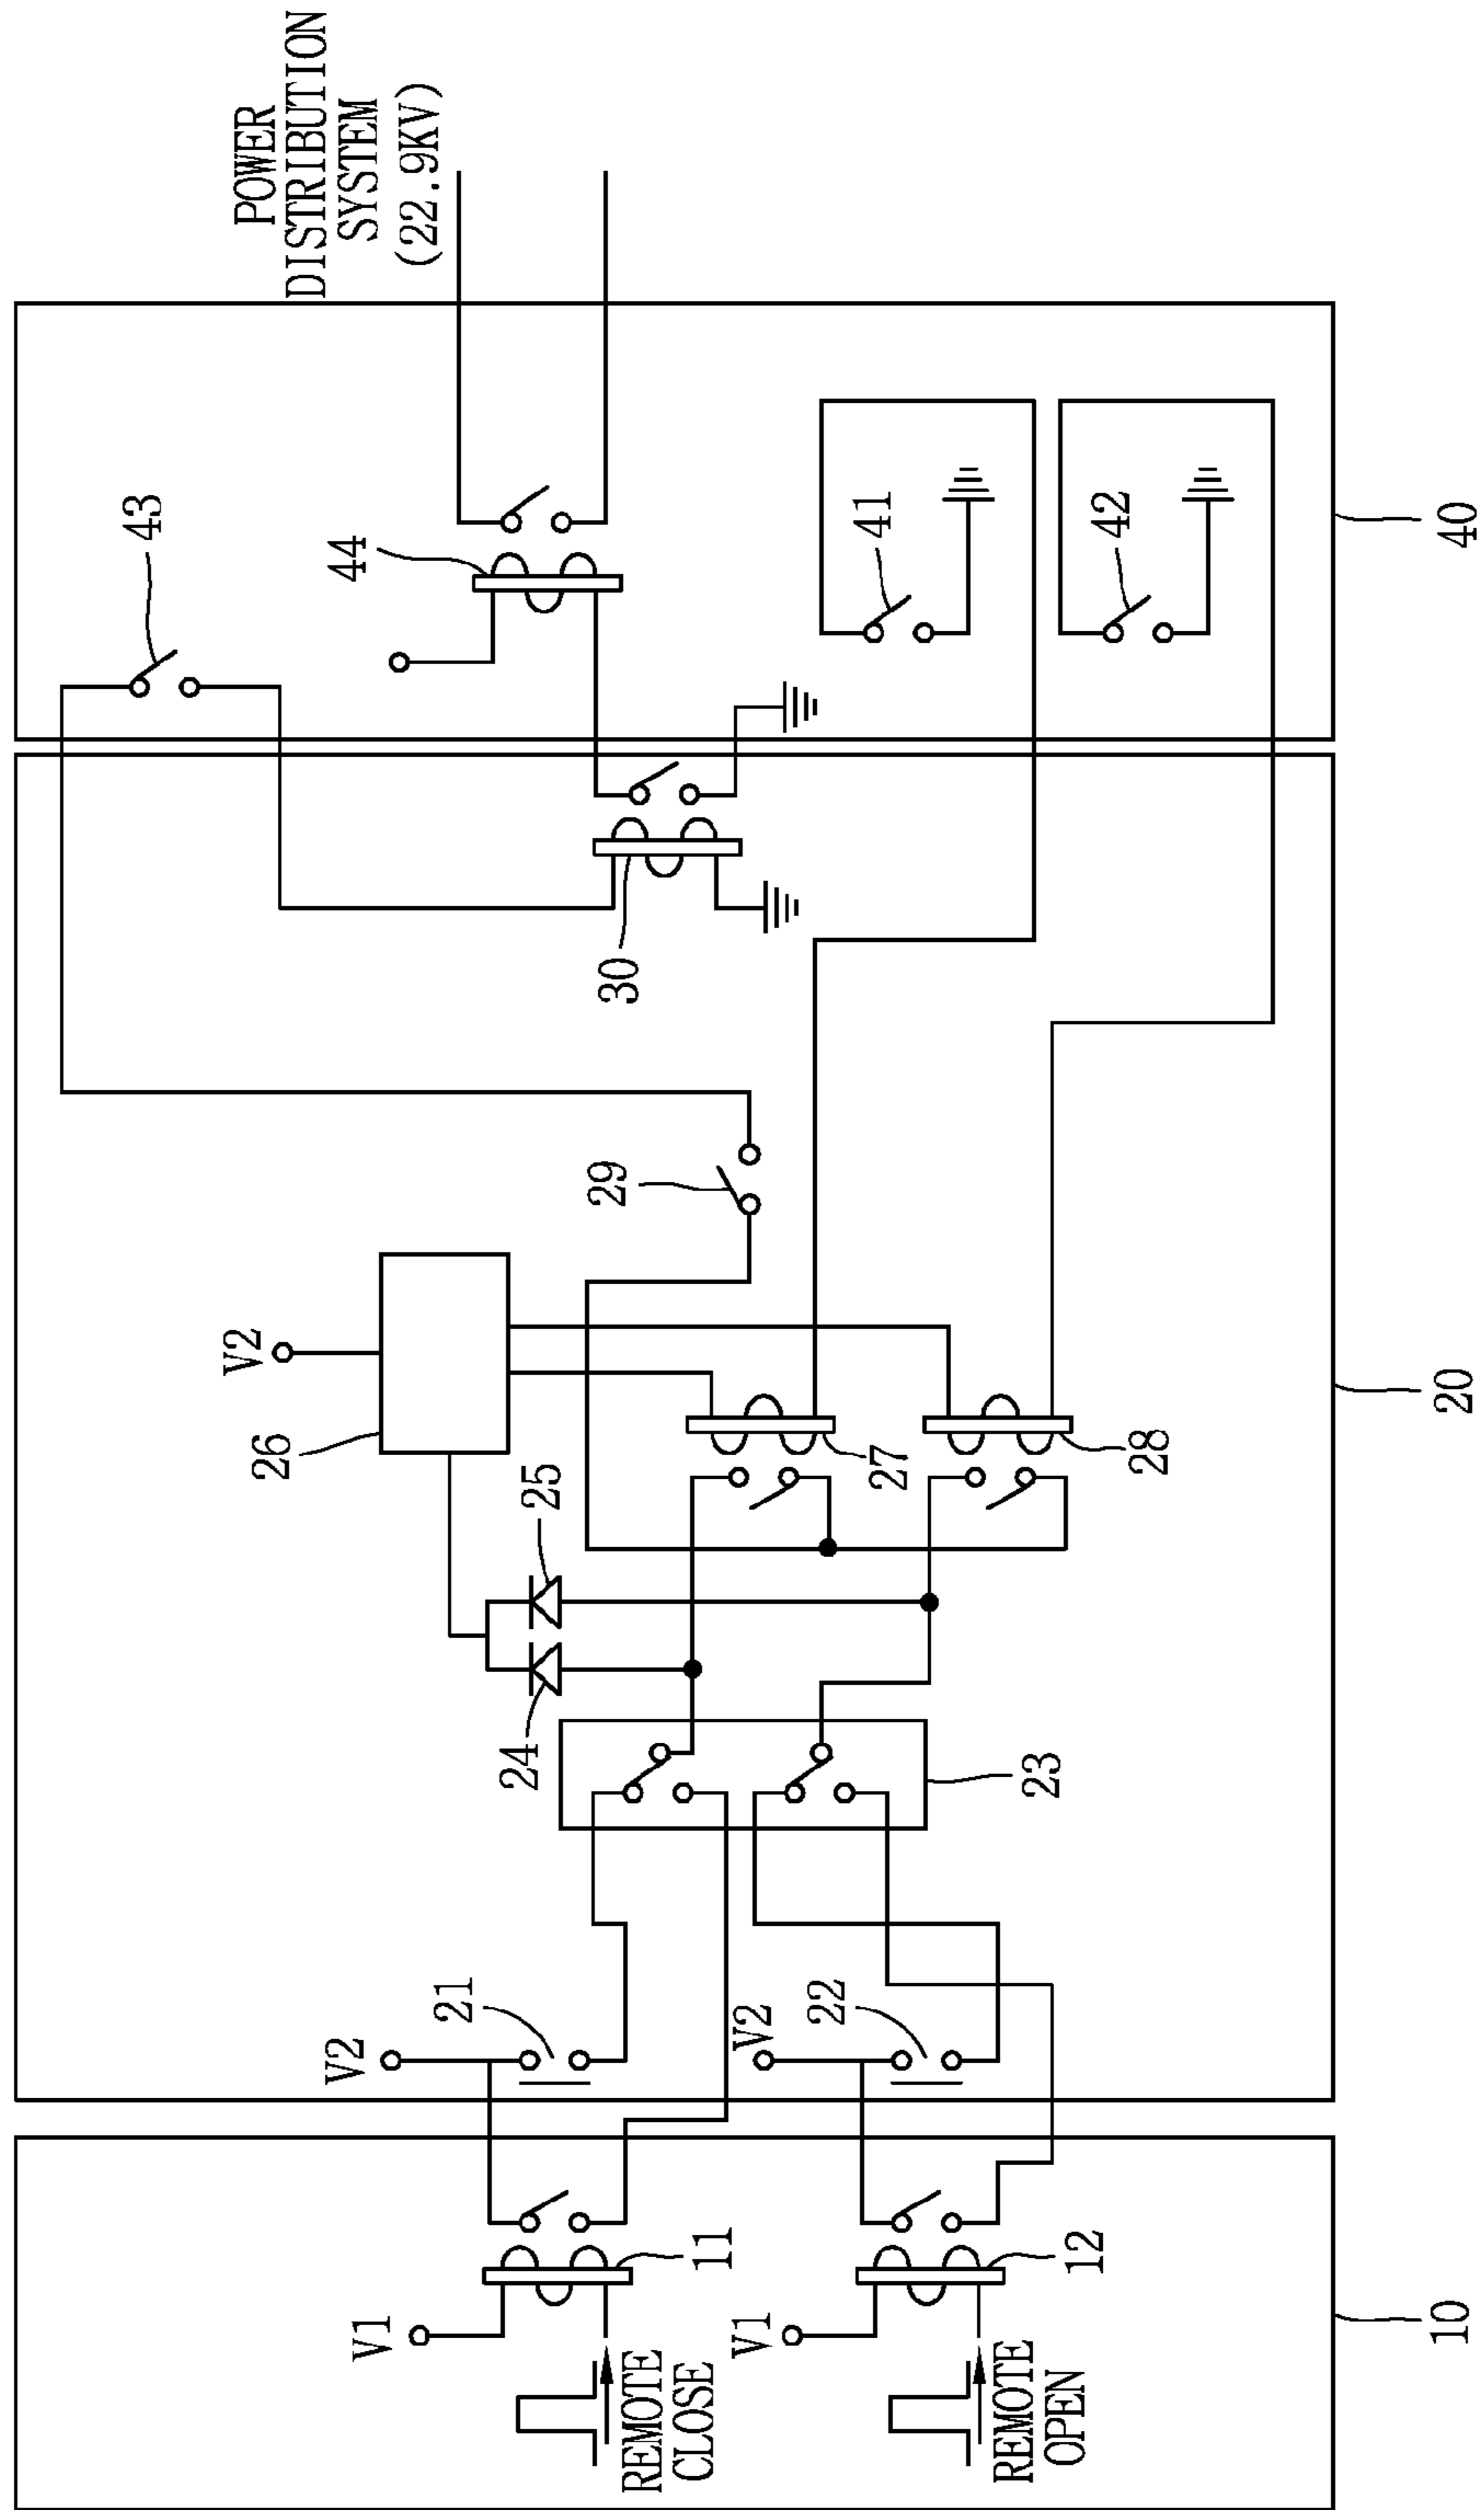 POWER
DISTRIBUTION
SYSTEM
(22.9KV)
43
44
41
42
40
30
29
V2
26
27
28
25
24
23
20
V2
21
V2
22
V1
11
REMOTE
CLOSE
V1
12
REMOTE
OPEN
10